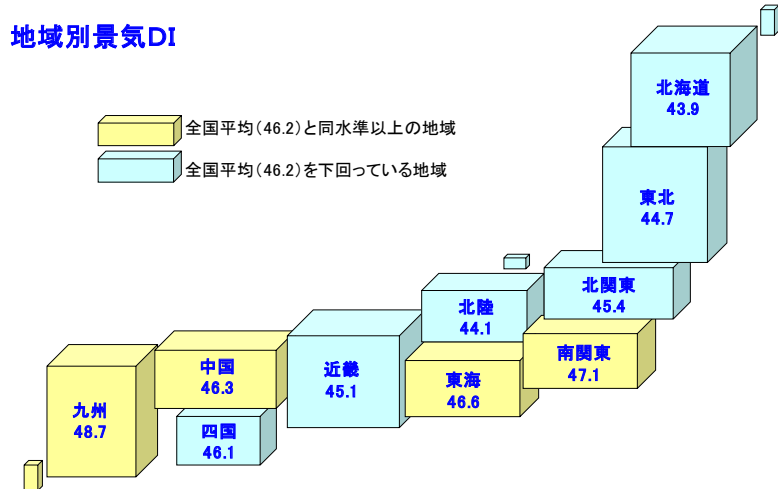 地域別景気DI
全国平均(46.2)と同水準以上の地域
全国平均(46.2)を下回っている地域
北海道
43.9
東北
44.7
北関東
45.4
北陸
44.1
南関東
47.1
東海
46.6
近畿
45.1
中国
46.3
四国
46.1
九州
48.7